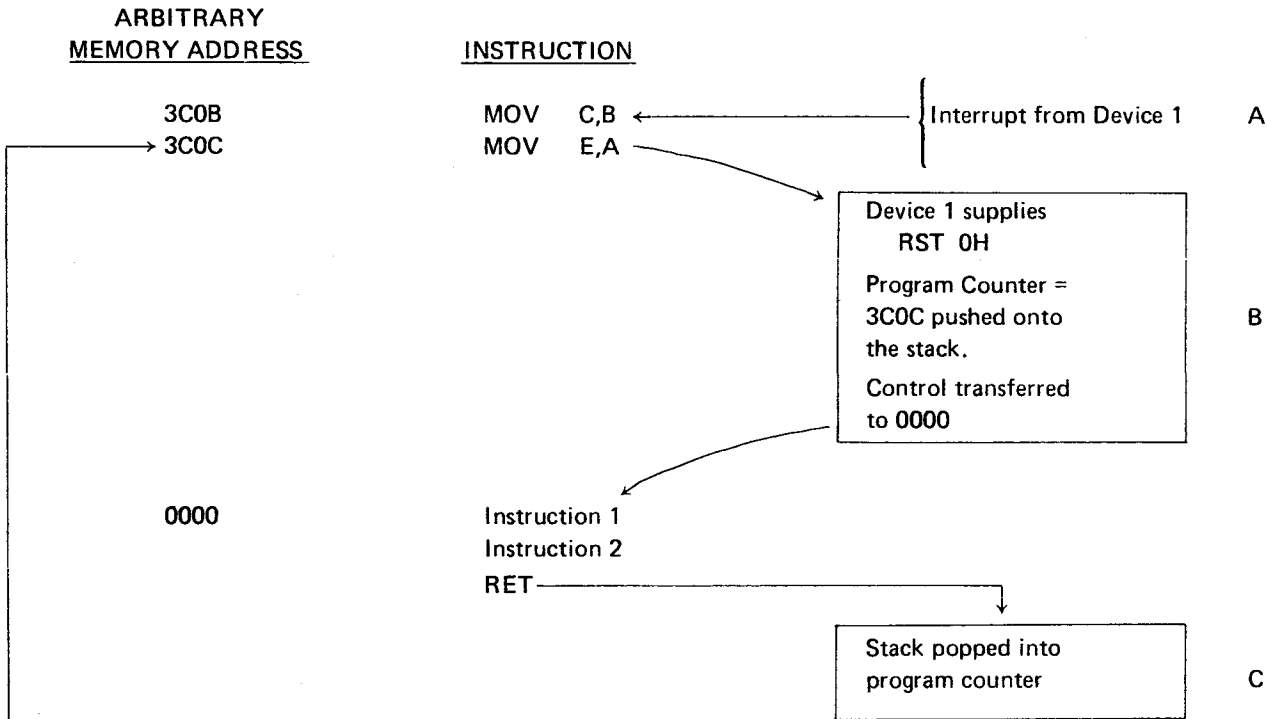 ARBITRARY
MEMORY ADDRESS INSTRUCTION
3C0B MOV C,B Interrupt from Device 1 A
3C0C MOV E,A
Device 1 supplies
RST 0H
Program Counter =
3C0C pushed onto B
the stack.
Control transferred
to 0000
0000 Instruction 1
Instruction 2
RET
Stack popped into
program counter C